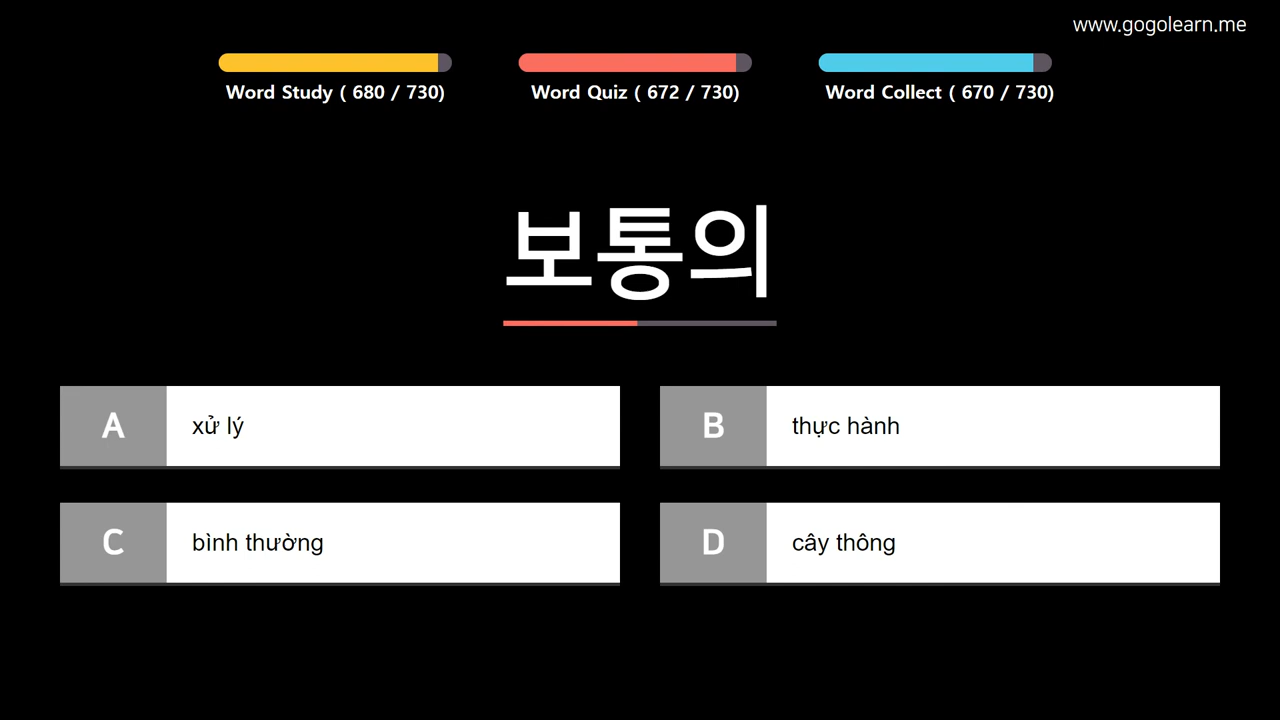 www.gogolearn.me
Word Study ( 680 / 730)
Word Quiz ( 672 / 730)
Word Collect ( 670 / 730)
보통의
A xử lý
B thực hành
C bình thường
D cây thông